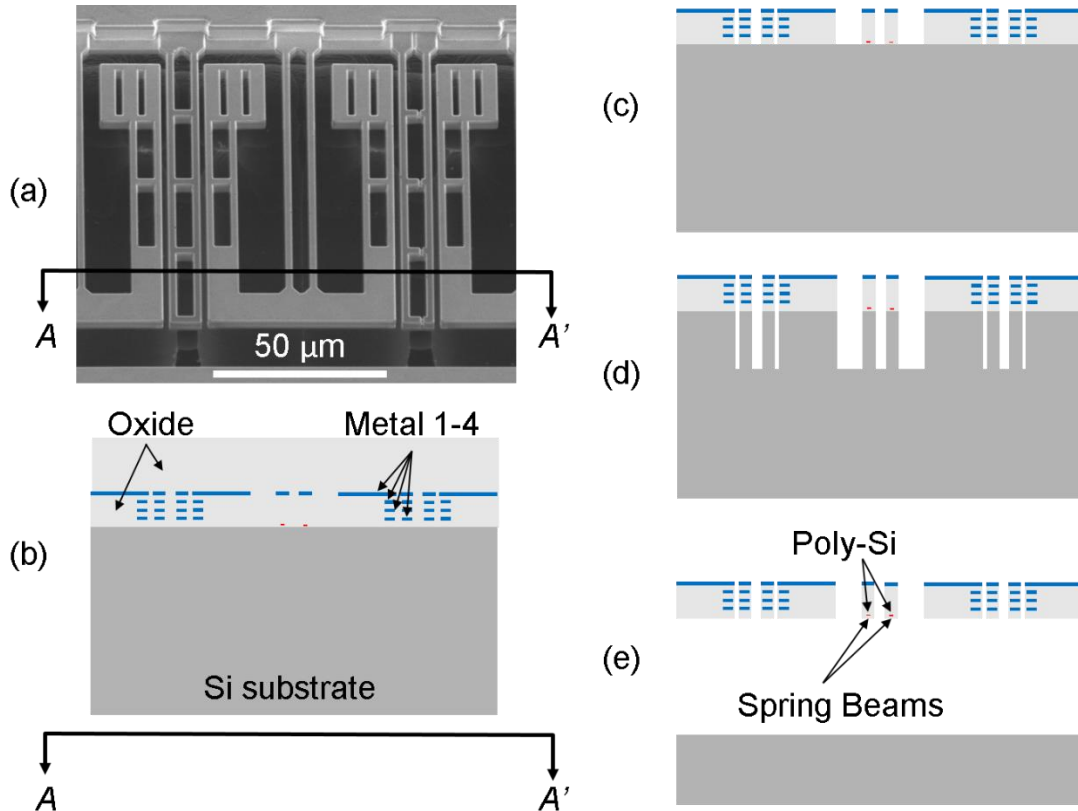 (a)
A
A'
50 µm
(b)
Oxide
Metal 1-4
Si substrate
A
A'
(c)
(d)
(e)
Poly-Si
Spring Beams